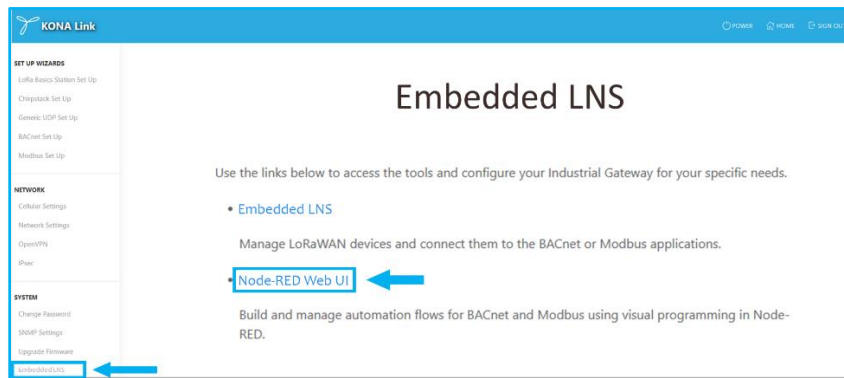 KONA Link
POWER HOME SIGN OUT
SET UP WIZARDS
LoRa Basics Station Set Up
Chirpstack Set Up
Generic UDP Set Up
BACnet Set Up
Modbus Set Up
NETWORK
Cellular Settings
Network Settings
OpenVPN
IPsec
SYSTEM
Change Password
SNMP Settings
Upgrade Firmware
Embedded LNS
Embedded LNS
Use the links below to access the tools and configure your Industrial Gateway for your specific needs.
• Embedded LNS
Manage LoRaWAN devices and connect them to the BACnet or Modbus applications.
• Node-RED Web UI
Build and manage automation flows for BACnet and Modbus using visual programming in Node-
RED.